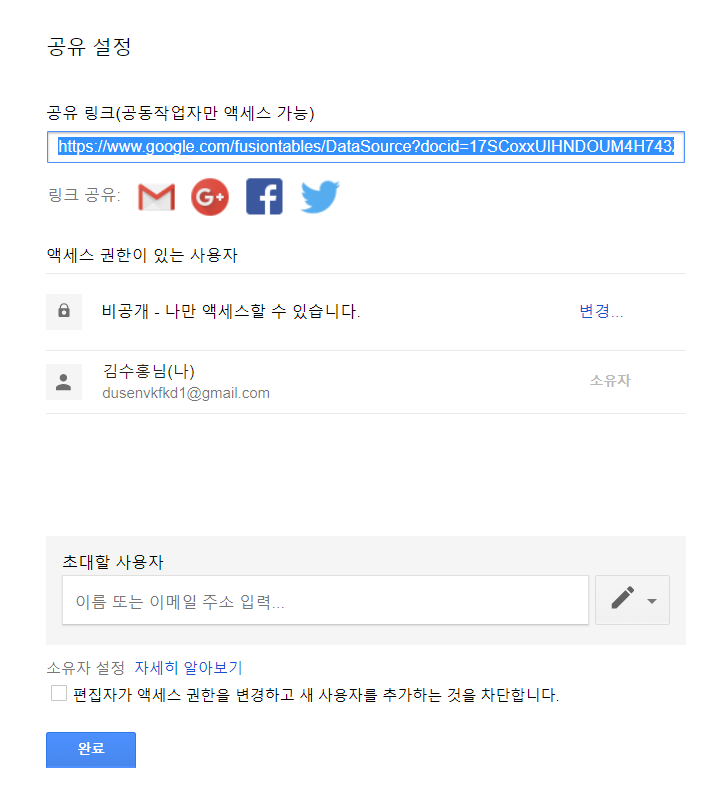 공유 설정
공유 링크(공동작업자만 액세스 가능)
https://www.google.com/fusiontables/DataSource?docid=17SCoxxUIHNDOUM4H743
링크 공유:
액세스 권한이 있는 사용자
비공개 - 나만 액세스할 수 있습니다. 변경...
김수홍님(나)
dusenvkfkd1@gmail.com 소유자
초대할 사용자
이름 또는 이메일 주소 입력...
소유자 설정 자세히 알아보기
편집자가 액세스 권한을 변경하고 새 사용자를 추가하는 것을 차단합니다.
완료